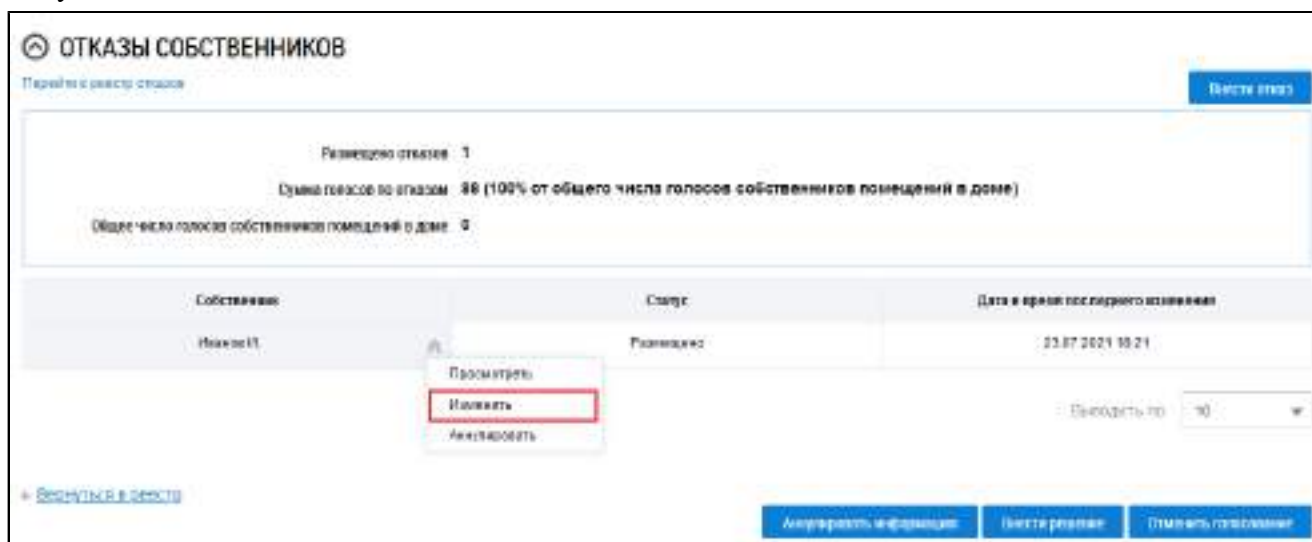 ОТКАЗЫ СОБСТВЕННИКОВ
Перейти к реестру отказов
Внести отказ
Размещено отказов 1
Сумма голосов по отказам 88 (100% от общего числа голосов собственников помещений в доме)
Общее число голосов собственников помещений в доме 0
Собственник Статус Дата и время последнего изменения
Иванов И. Размещено 23.07.2021 18:21
Просмотреть
Изменить
Аннулировать
Выводить по 10
Вернуться в реестр
Аннулировать информацию Внести решение Отменить голосование